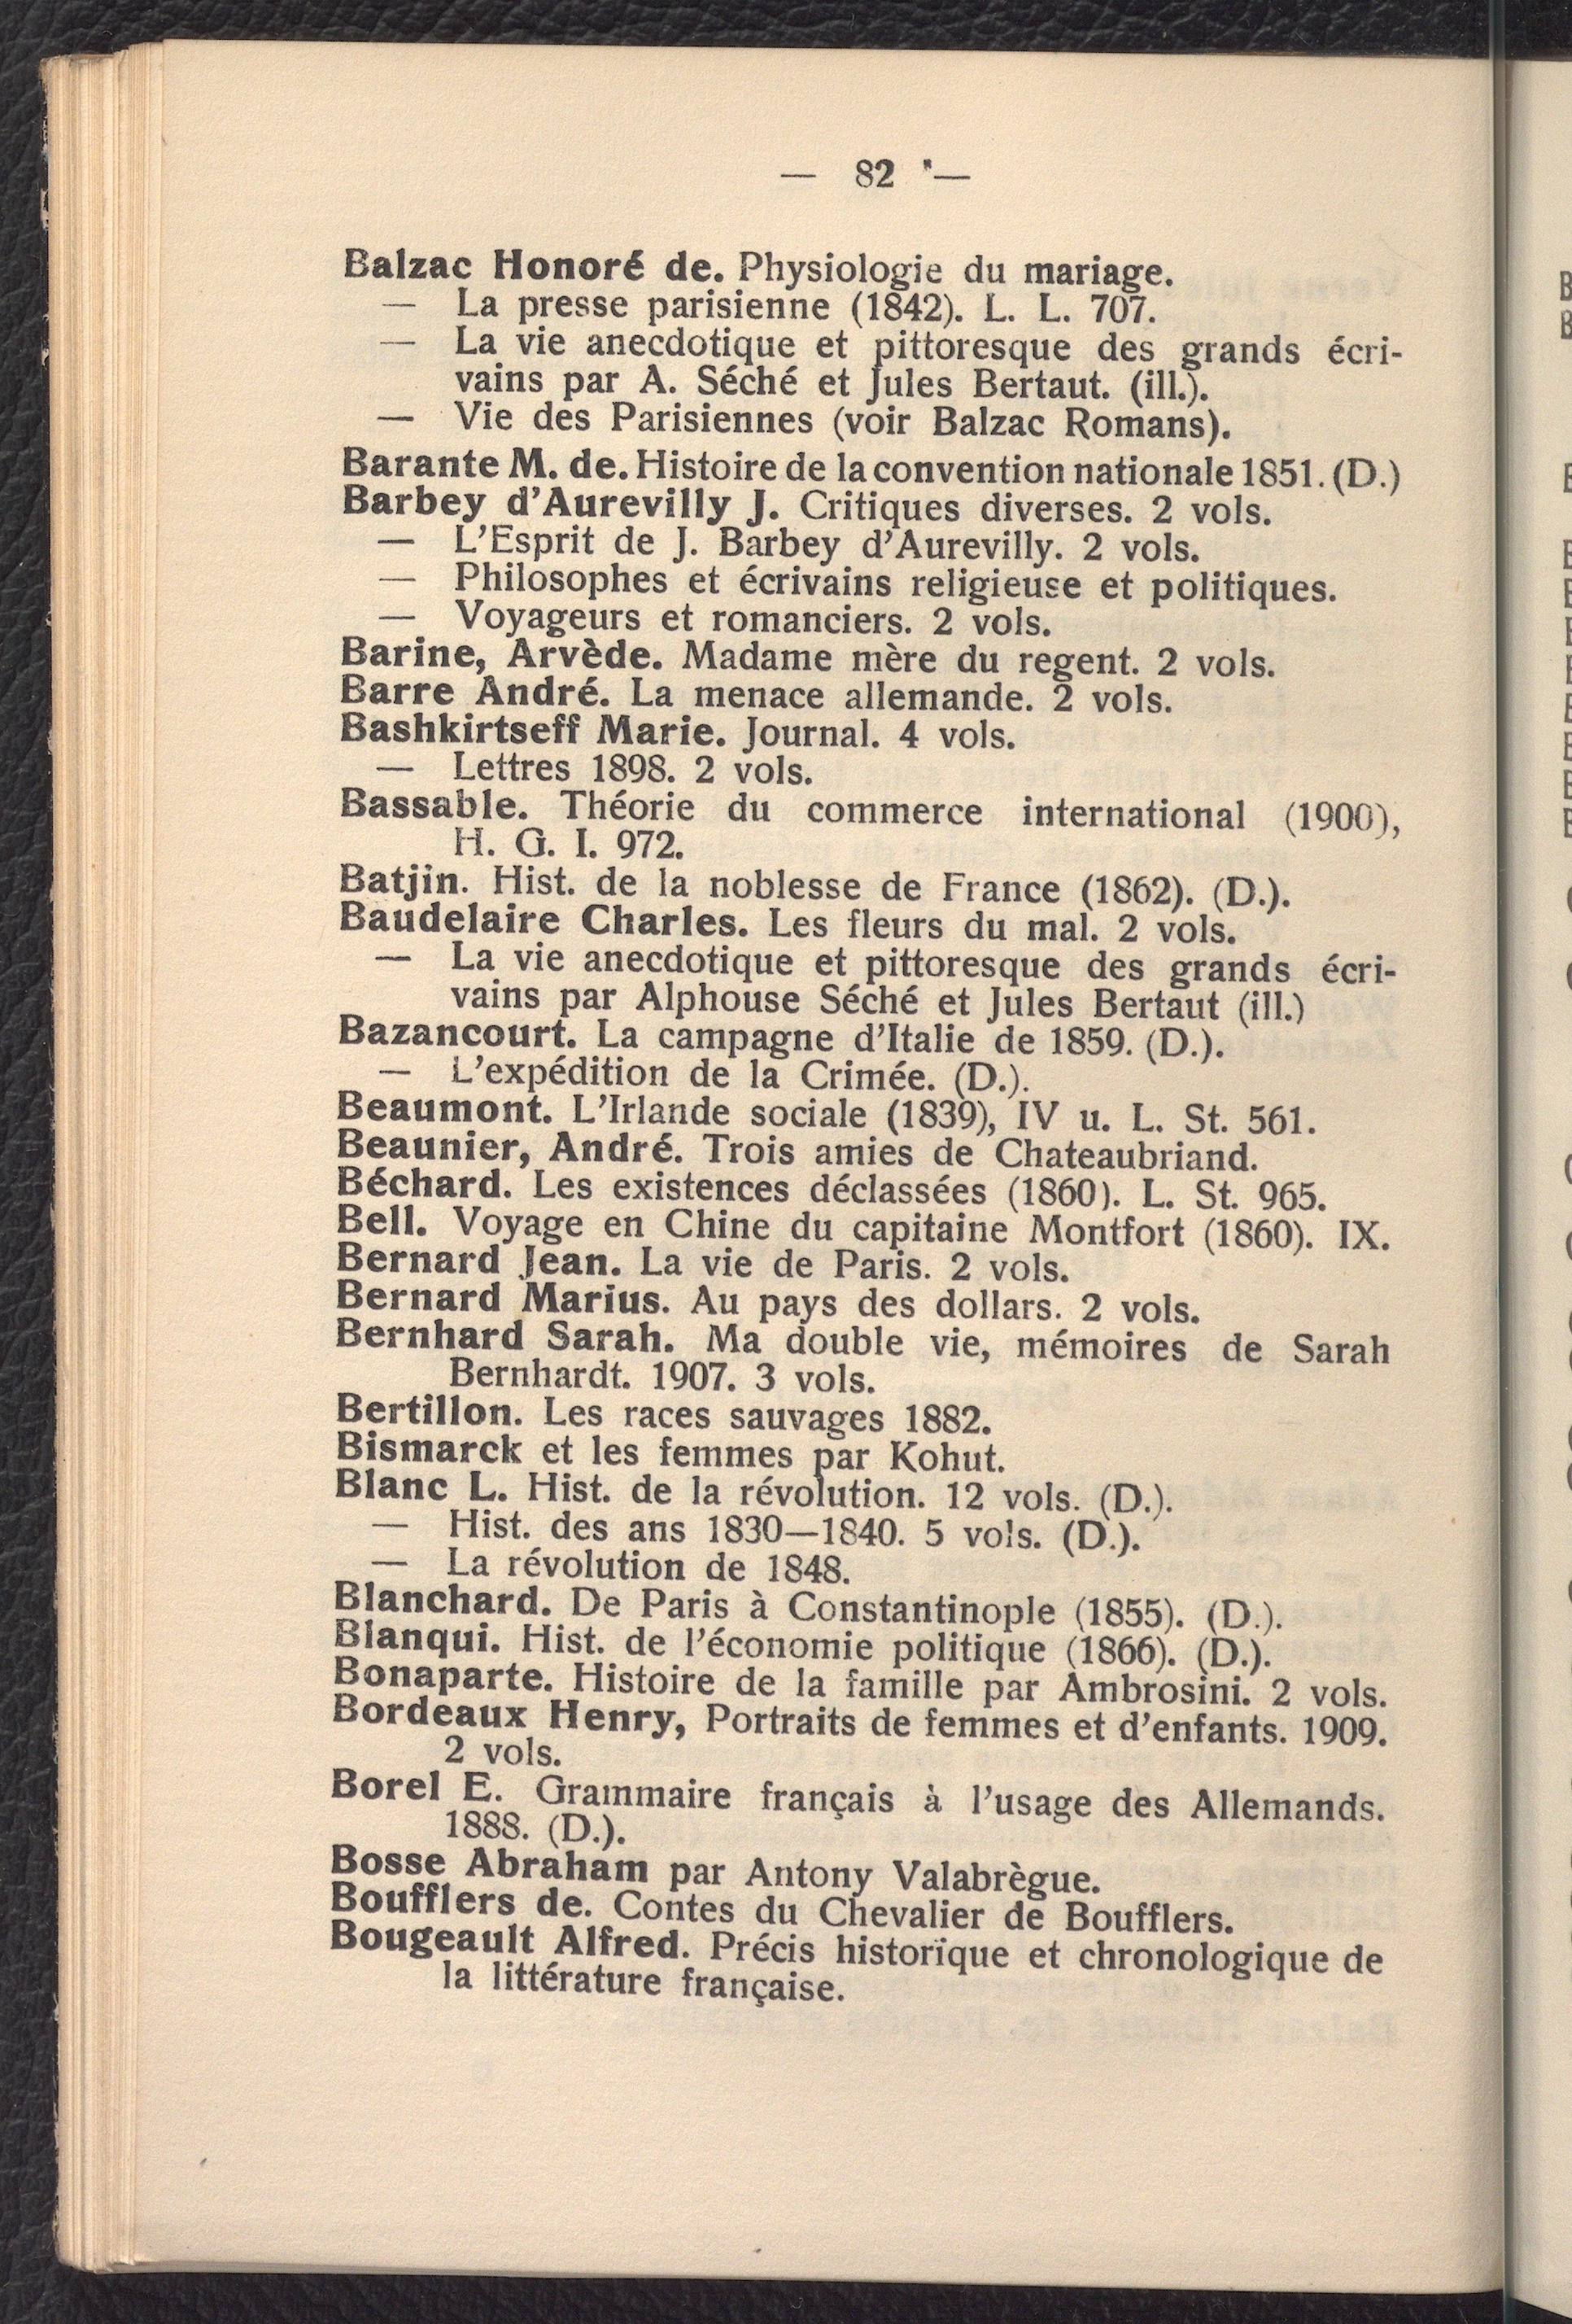 — 82 —
Balzac Honoré de. Physiologie du mariage.
— La presse parisienne (1842). L. L. 707.
— La vie anecdotique et pittoresque des grands écri-
vains par A. Séché et Jules Bertaut. (ill.).
— Vie des Parisiennes (voir Balzac Romans).
Barante M. de. Histoire de la convention nationale 1851. (D.)
Barbey d'Aurevilly J. Critiques diverses. 2 vols.
— L'Esprit de J. Barbey d'Aurevilly. 2 vols.
— Philosophes et écrivains religieuse et politiques.
— Voyageurs et romanciers. 2 vols.
Barine, Arvède. Madame mère du regent. 2 vols.
Barre André. La menace allemande. 2 vols.
Bashkirtseff Marie. Journal. 4 vols.
— Lettres 1898. 2 vols.
Bassable. Théorie du commerce international (1900),
H. G. I. 972.
Batjin. Hist. de la noblesse de France (1862). (D.).
Baudelaire Charles. Les fleurs du mal. 2 vols.
— La vie anecdotique et pittoresque des grands écri-
vains par Alphouse Séché et Jules Bertaut (ill.)
Bazancourt. La campagne d'Italie de 1859. (D.).
— L'expédition de la Crimée. (D.).
Beaumont. L'Irlande sociale (1839), IV u. L. St. 561.
Beaunier, André. Trois amies de Chateaubriand.
Béchard. Les existences déclassées (1860). L. St. 965.
Bell. Voyage en Chine du capitaine Montfort (1860). IX.
Bernard Jean. La vie de Paris. 2 vols.
Bernard Marius. Au pays des dollars. 2 vols.
Bernhard Sarah. Ma double vie, mémoires de Sarah
Bernhardt. 1907. 3 vols.
Bertillon. Les races sauvages 1882.
Bismarck et les femmes par Kohut.
Blanc L. Hist. de la révolution. 12 vols. (D.).
— Hist. des ans 1830—1840. 5 vols. (D.).
— La révolution de 1848.
Blanchard. De Paris à Constantinople (1855). (D.).
Blanqui. Hist. de l'économie politique (1866). (D.).
Bonaparte. Histoire de la famille par Ambrosini. 2 vols.
Bordeaux Henry, Portraits de femmes et d'enfants. 1909.
2 vols.
Borel E. Grammaire français à l'usage des Allemands.
1888. (D.).
Bosse Abraham par Antony Valabrègue.
Boufflers de. Contes du Chevalier de Boufflers.
Bougeault Alfred. Précis historique et chronologique de
la littérature française.